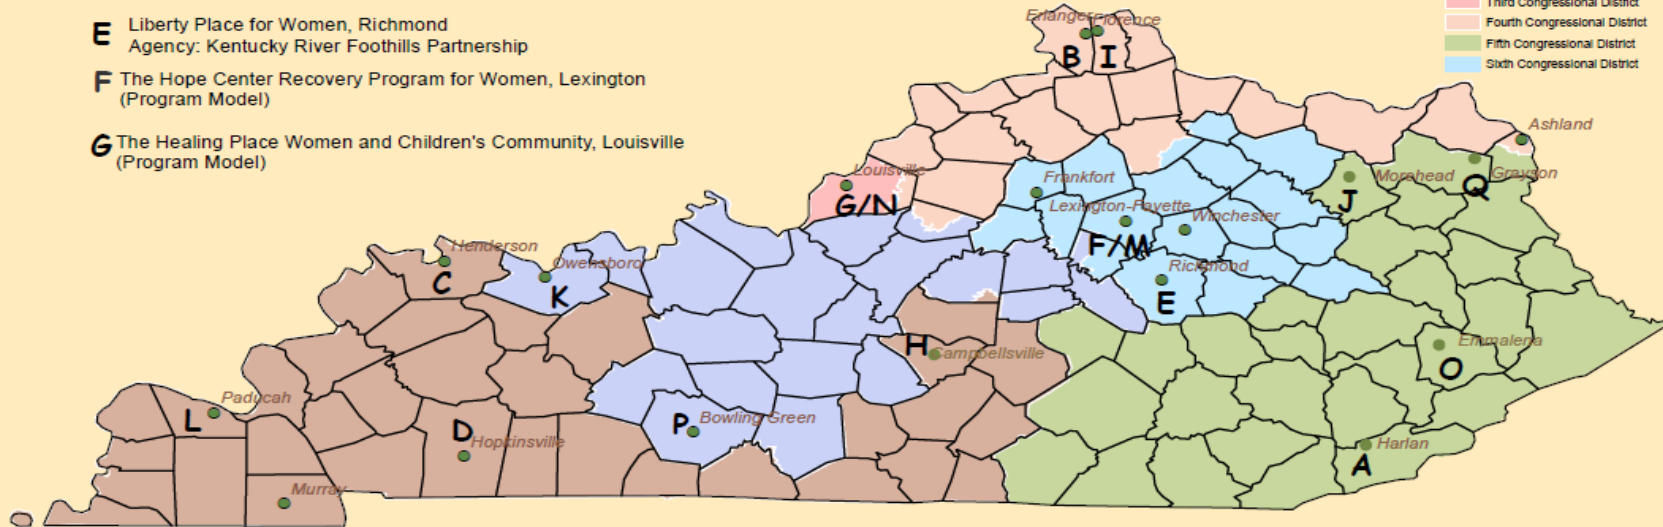 E Liberty Place for Women, Richmond
Agency: Kentucky River Foothills Partnership
F The Hope Center Recovery Program for Women, Lexington
(Program Model)
G The Healing Place Women and Children's Community, Louisville
(Program Model)
Third Congressional District
Fourth Congressional District
Fifth Congressional District
Sixth Congressional District
Erlanger
Florence
B
I
Ashland
Louisville
G/N
Frankfort
Morehead
J
Grayson
Q
Lexington-Fayette
F/M
Winchester
Henderson
C
Owensboro
K
Richmond
E
H
Campbellsville
Emmalena
O
Paducah
L
D
Hopkinsville
P
Bowling Green
Harlan
A
Murray